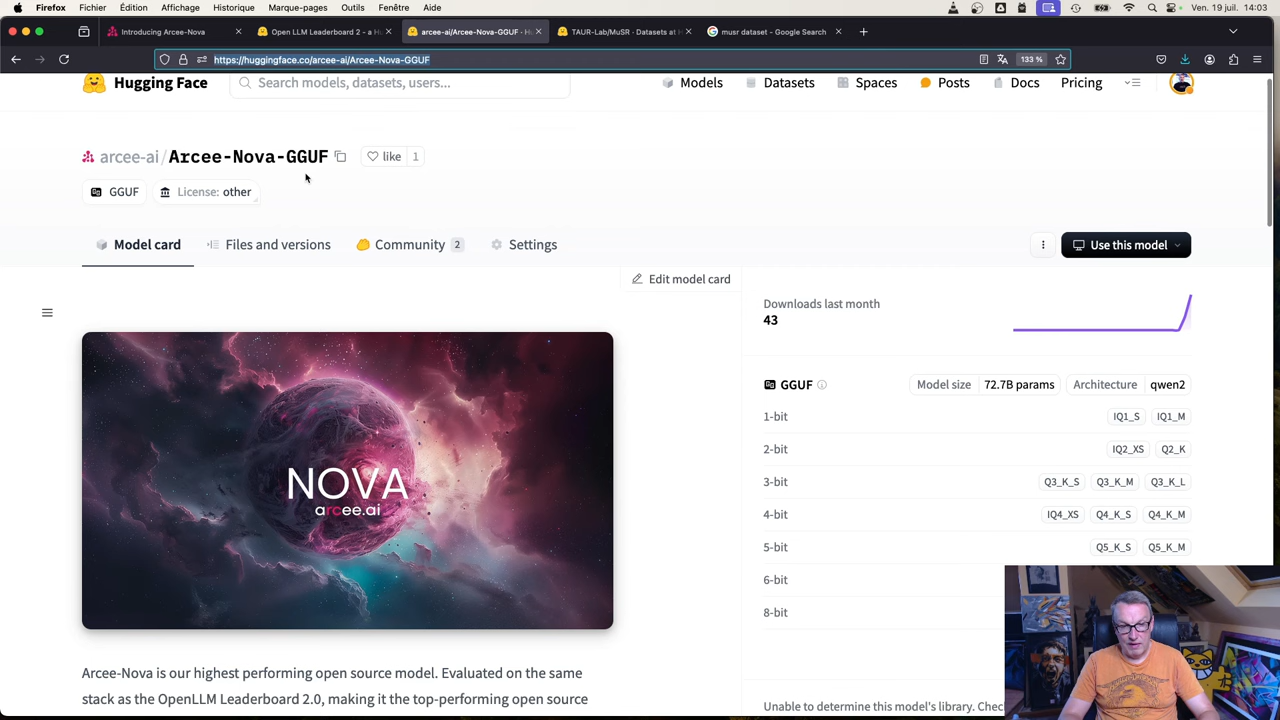 Firefox Fichier Édition Affichage Historique Marque-pages Outils Fenêtre Aide Ven. 19 juil. 14:03
Introducing Arcee-Nova Open LLM Leaderboard 2 - a H arcee-ai/Arcee-Nova-GGUF · H TAUR-Lab/MuSR · Datasets at H musr dataset - Google Search
https://huggingface.co/arcee-ai/Arcee-Nova-GGUF 133 %
Hugging Face Search models, datasets, users... Models Datasets Spaces Posts Docs Pricing
arcee-ai/Arcee-Nova-GGUF like 1
GGUF License: other
Model card Files and versions Community 2 Settings Use this model
Edit model card
Downloads last month
43
GGUF Model size 72.7B params Architecture qwen2
1-bit IQ1_S IQ1_M
2-bit IQ2_XS Q2_K
3-bit Q3_K_S Q3_K_M Q3_K_L
4-bit IQ4_XS Q4_K_S Q4_K_M
5-bit Q5_K_S Q5_K_M
6-bit
8-bit
NOVA
arcee.ai
Arcee-Nova is our highest performing open source model. Evaluated on the same
stack as the OpenLLM Leaderboard 2.0, making it the top-performing open source
Unable to determine this model's library. Chec